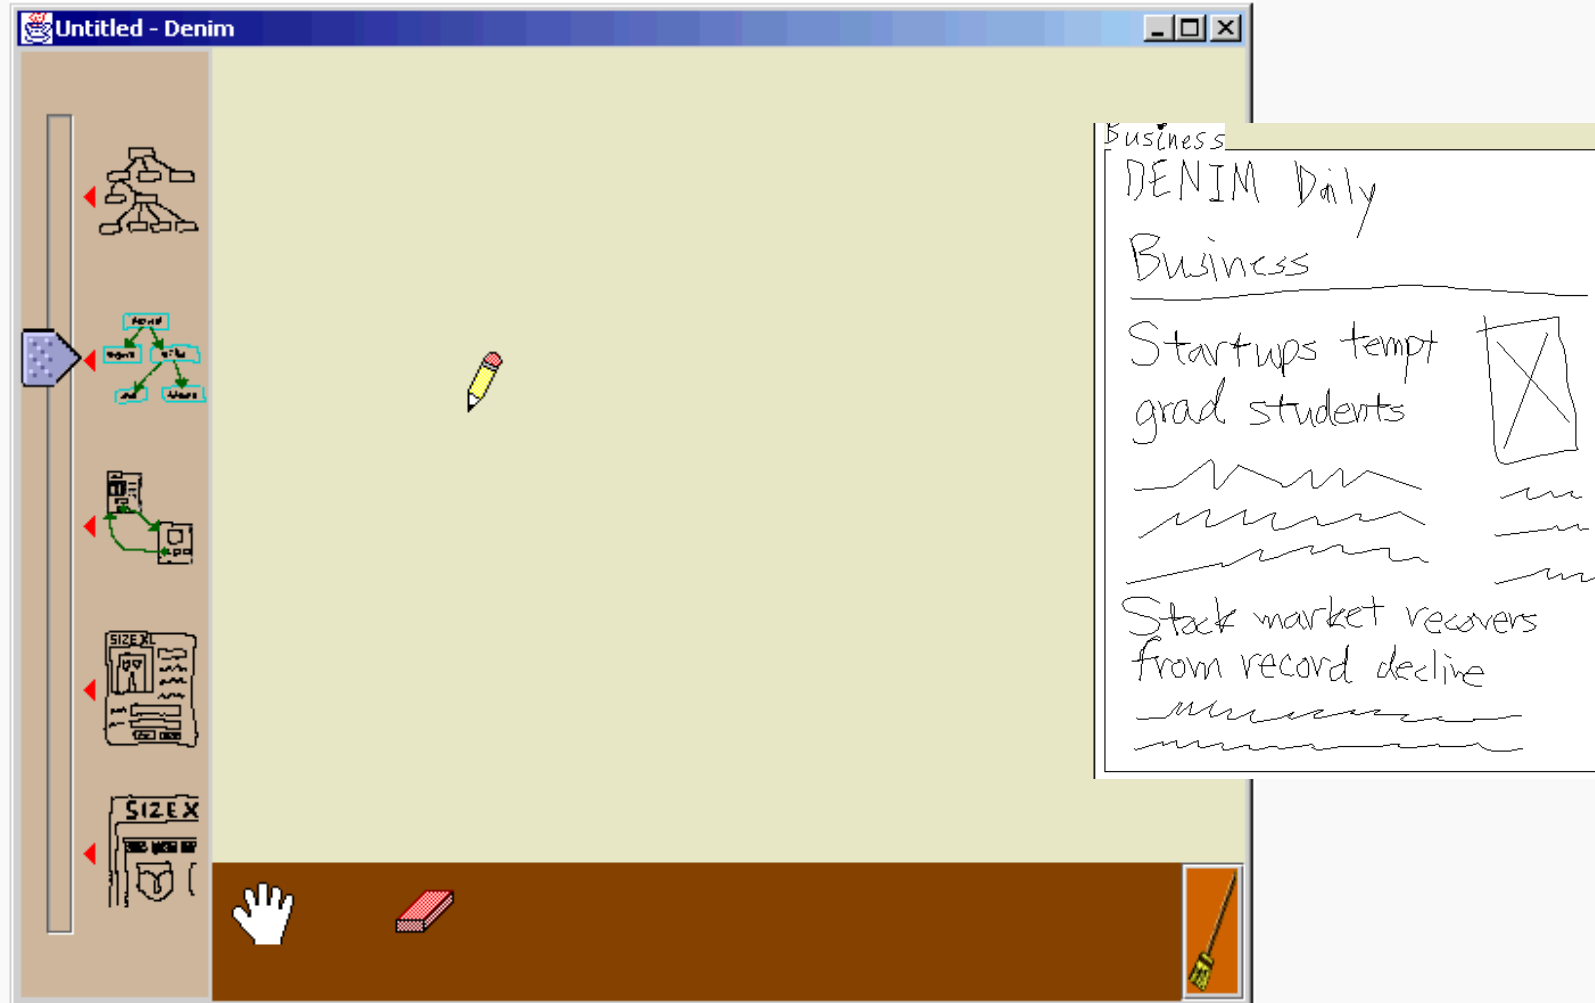 Untitled - Denim
Business
DENIM Daily
Business
Startups tempt
grad students
Stock market recovers
from record decline
SIZE XL
SIZE X